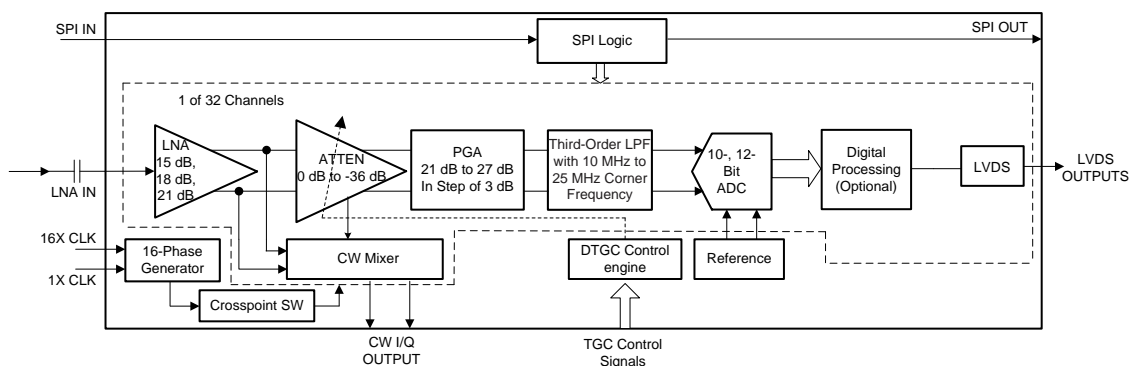 SPI IN
SPI Logic
SPI OUT
1 of 32 Channels
LNA
15 dB,
18 dB,
21 dB
ATTEN
0 dB to -36 dB
PGA
21 dB to 27 dB
In Step of 3 dB
Third-Order LPF
with 10 MHz to
25 MHz Corner
Frequency
10-, 12-
Bit
ADC
Digital
Processing
(Optional)
LVDS
LVDS
OUTPUTS
LNA IN
16X CLK
1X CLK
16-Phase
Generator
CW Mixer
DTGC Control
engine
Reference
Crosspoint SW
CW I/Q
OUTPUT
TGC Control
Signals